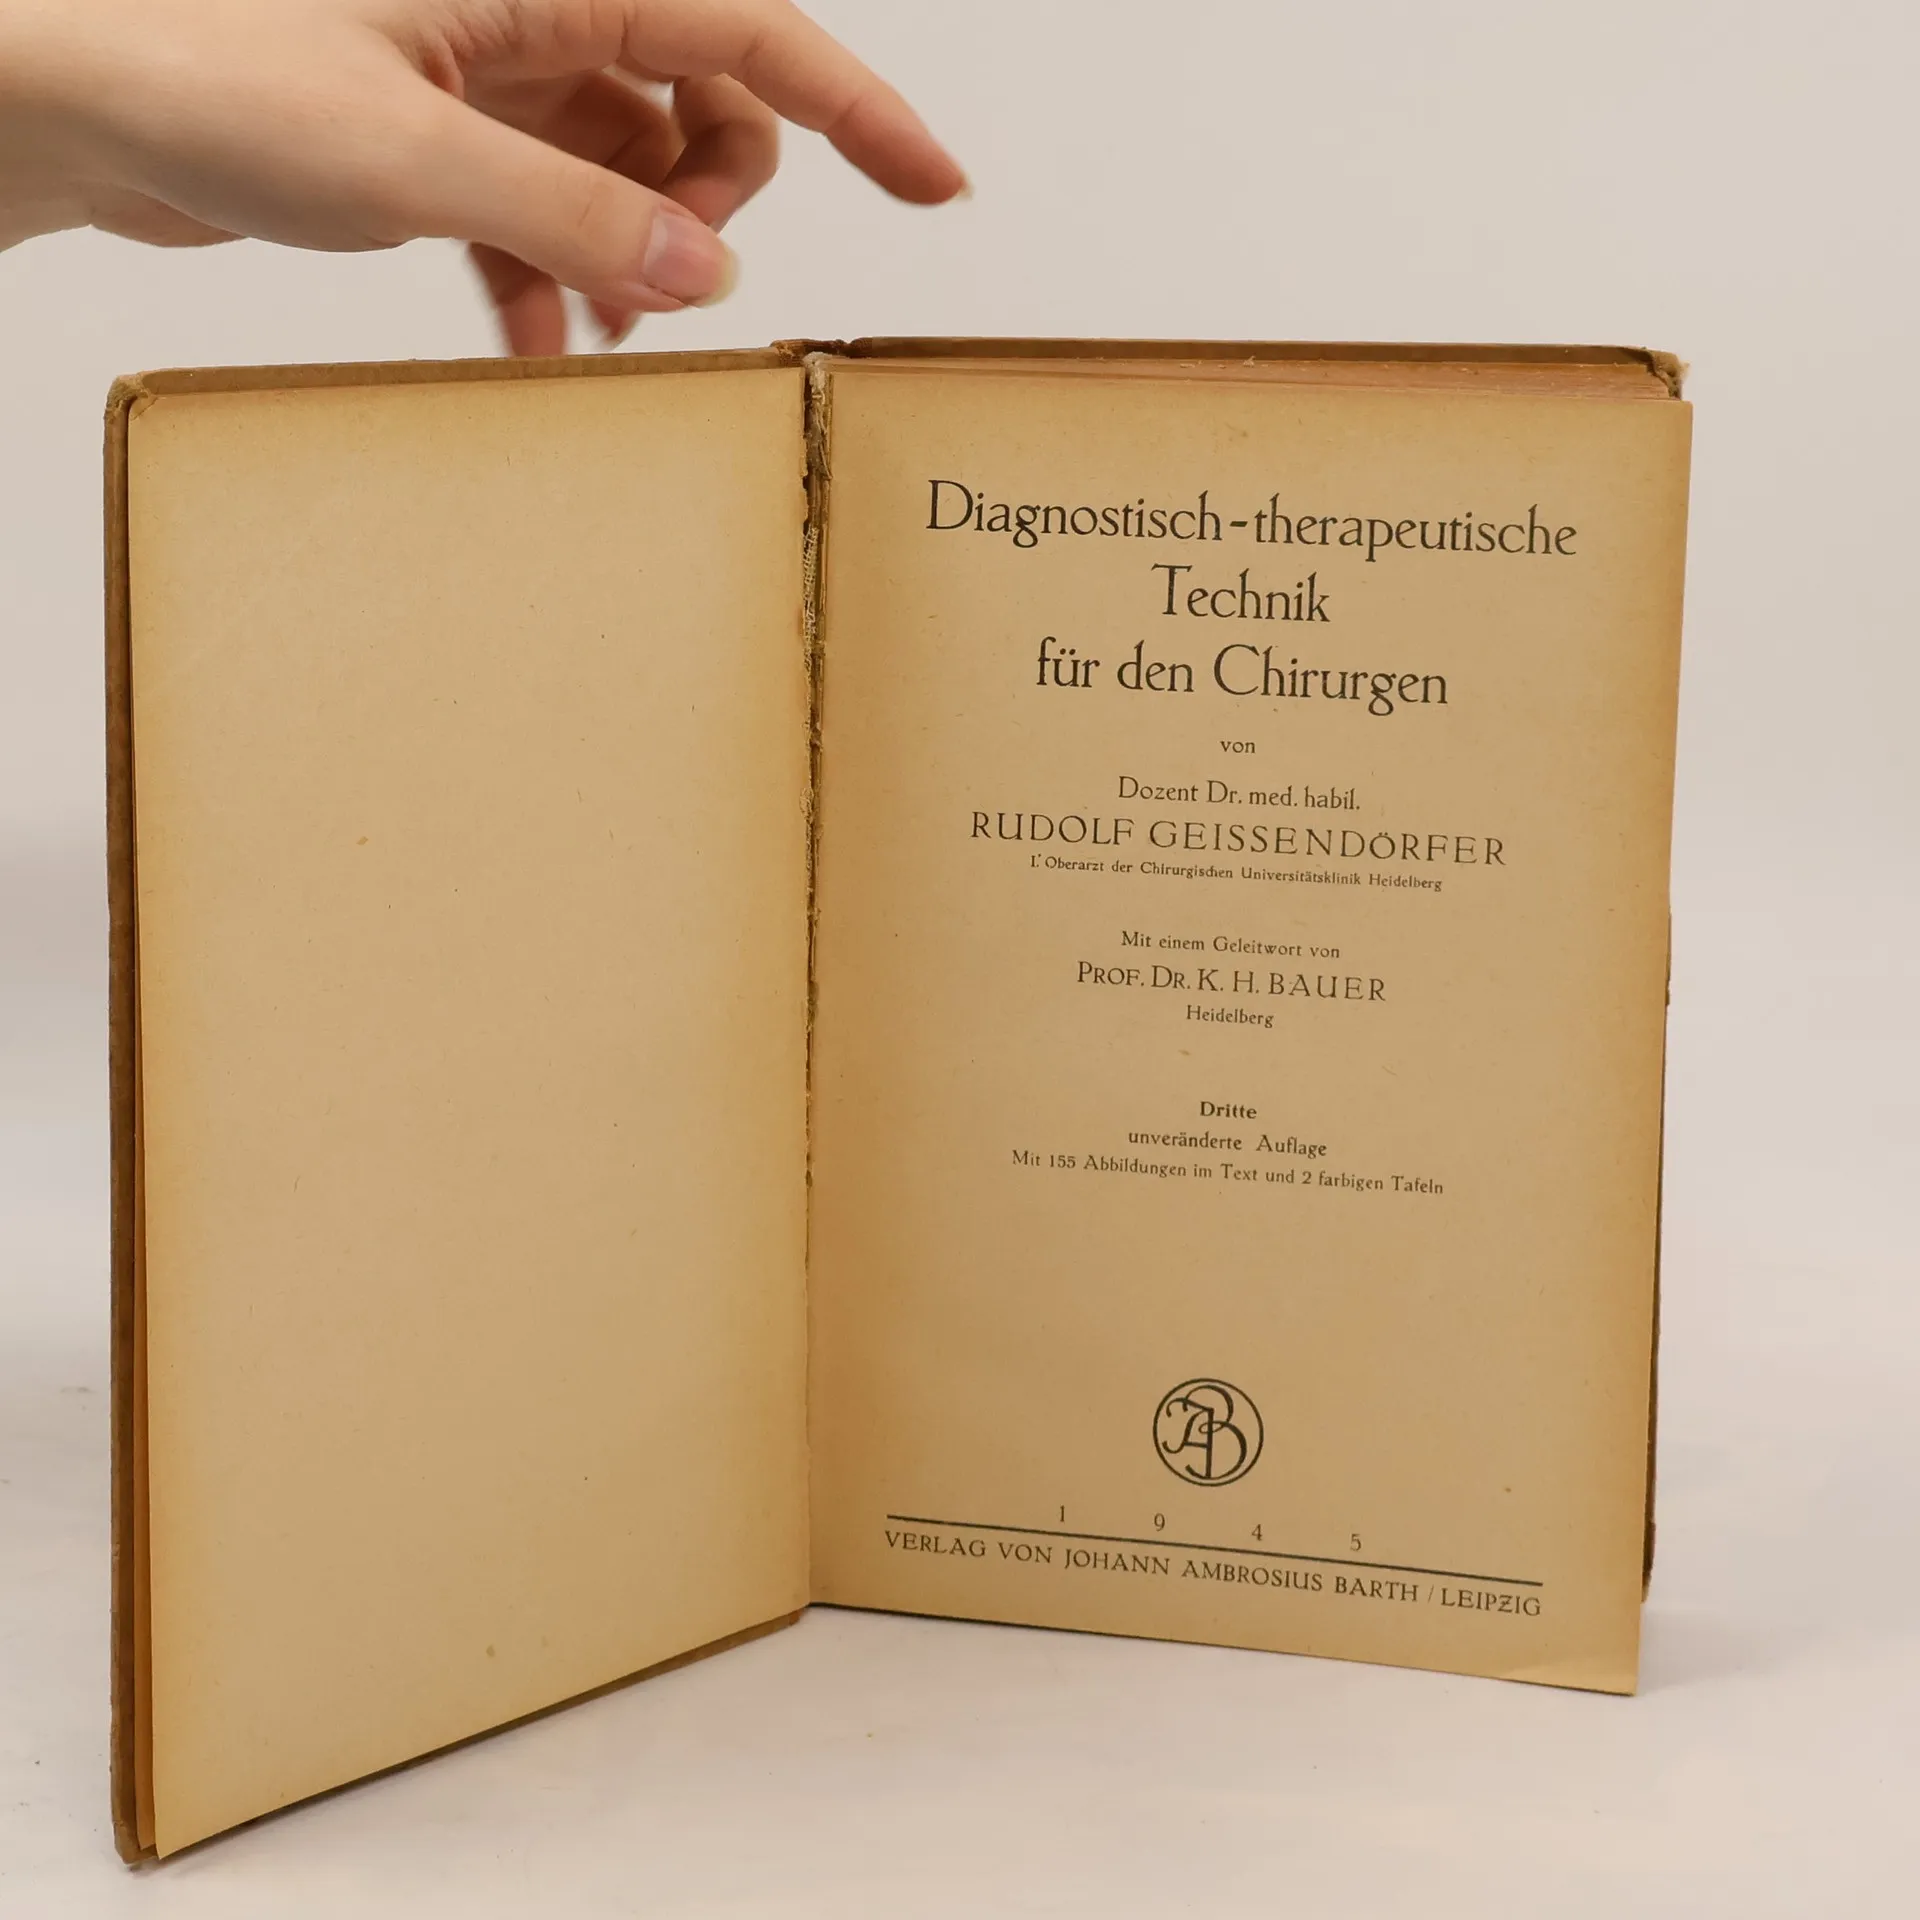 Diagnostisch-therapeutische
Technik
für den Chirurgen
von
Dozent Dr. med. habil.
RUDOLF GEISSENDÖRFER
I. Oberarzt der Chirurgischen Universitätsklinik Heidelberg
Mit einem Geleitwort von
PROF. DR. K. H. BAUER
Heidelberg
Dritte
unveränderte Auflage
Mit 155 Abbildungen im Text und 2 farbigen Tafeln
JAB
1 9 4 5
VERLAG VON JOHANN AMBROSIUS BARTH / LEIPZIG